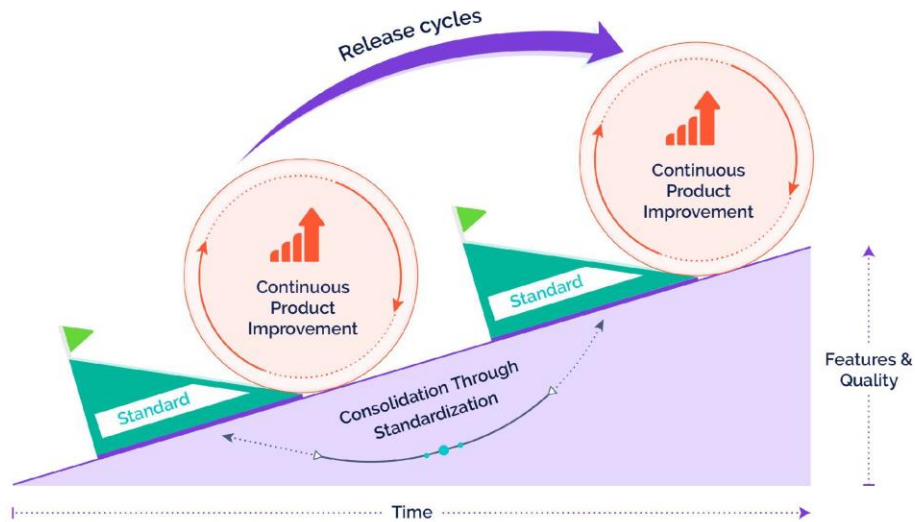 Release cycles
Continuous
Product
Improvement
Continuous
Product
Improvement
Standard
Standard
Consolidation Through
Standardization
Features &
Quality
Time